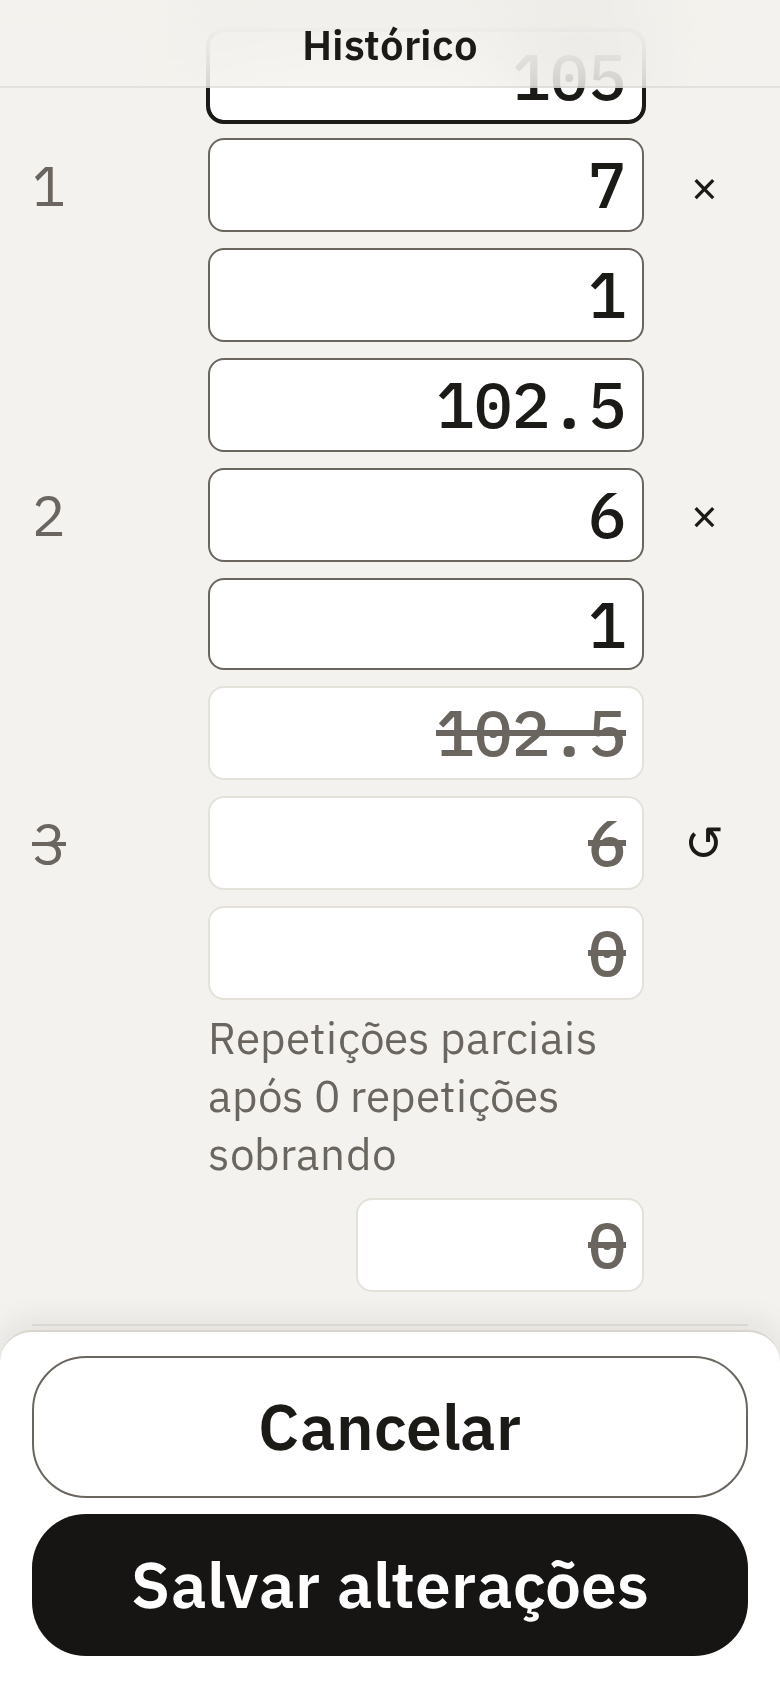 Histórico
105
1 7 ×
1
102.5
2 6 ×
1
102.5
3 6 ↺
0
Repetições parciais
após 0 repetições
sobrando
0
Cancelar
Salvar alterações